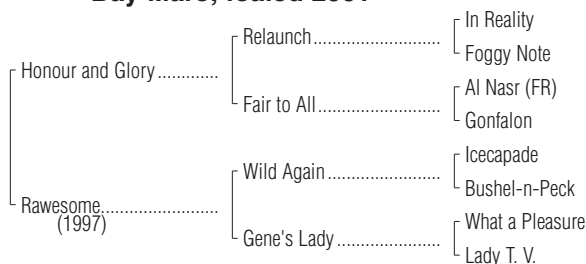 Bay Mare, foaled
In Reality
Relaunch
Foggy Note
Honour and Glory
Al Nasr (FR)
Fair to All
Gonfalon
Icecapade
Wild Again
Bushel-n-Peck
Rawesome
(1997)
What a Pleasure
Gene's Lady
Lady T. V.